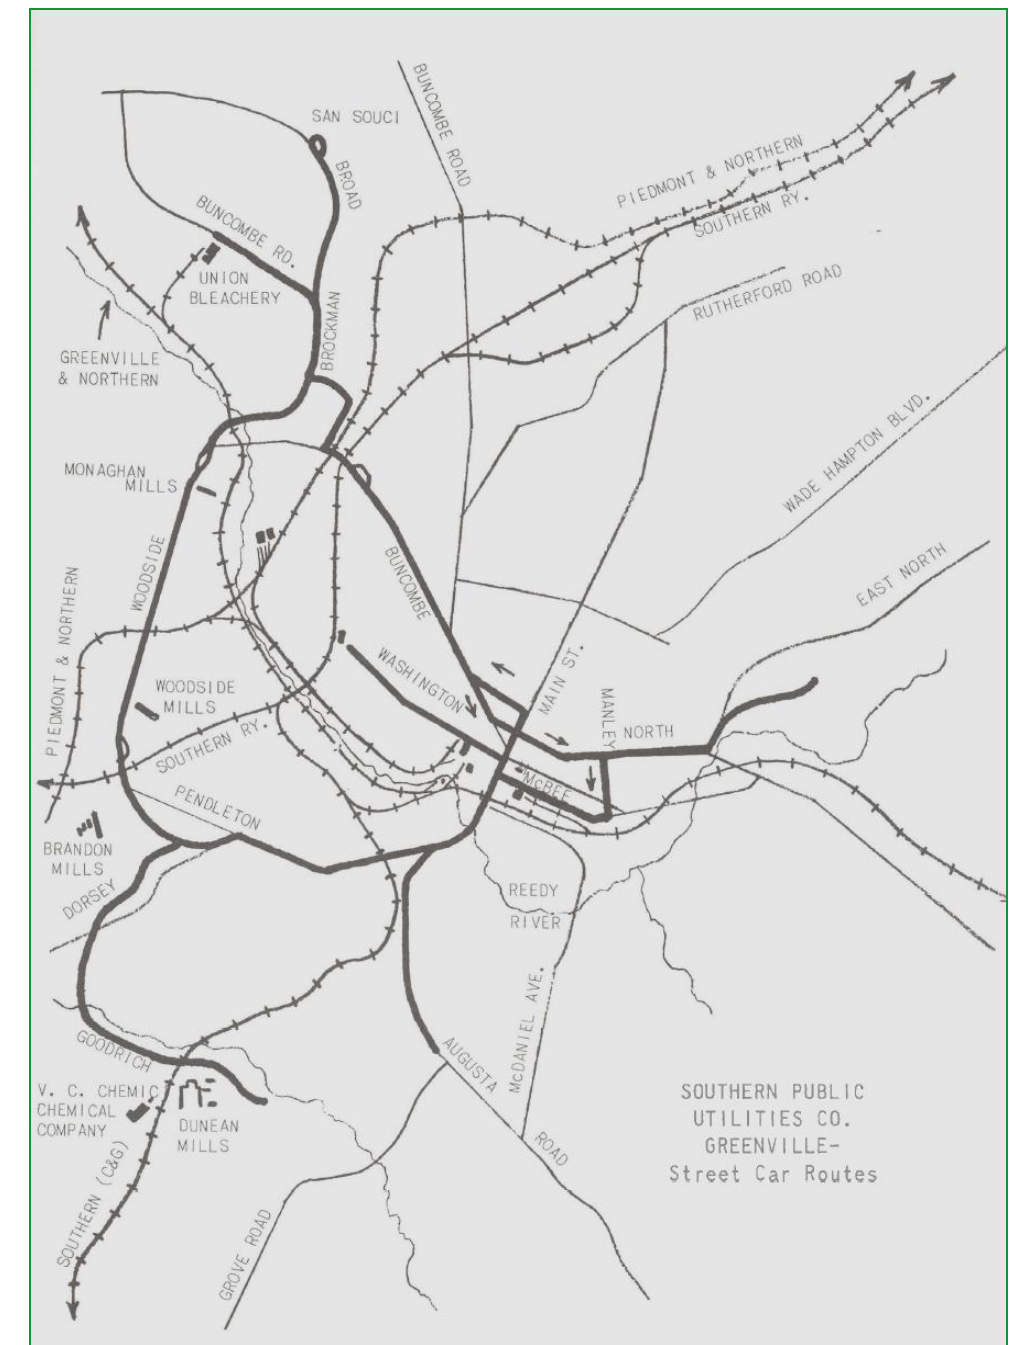 BUNCOMBE ROAD
SAN SOUCI
BROAD
PIEDMONT & NORTHERN
SOUTHERN RY.
BUNCOMBE RD.
UNION
BLEACHERY
RUTHERFORD ROAD
BROCKMAN
GREENVILLE
& NORTHERN
WADE HAMPTON BLVD.
MONAGHAN
MILLS
WOODSIDE
BUNCOMBE
EAST NORTH
PIEDMONT & NORTHERN
WASHINGTON
MAIN ST.
WOODSIDE
MILLS
MANLEY
NORTH
SOUTHERN RY.
McBEE
PENDLETON
BRANDON
MILLS
DORSEY
REEDY
RIVER
McDANIEL AVE.
GOODRICH
AUGUSTA
ROAD
V. C. CHEMIC
CHEMICAL
COMPANY
DUNEAN
MILLS
SOUTHERN (C&G)
GROVE ROAD
SOUTHERN PUBLIC
UTILITIES CO.
GREENVILLE-
Street Car Routes